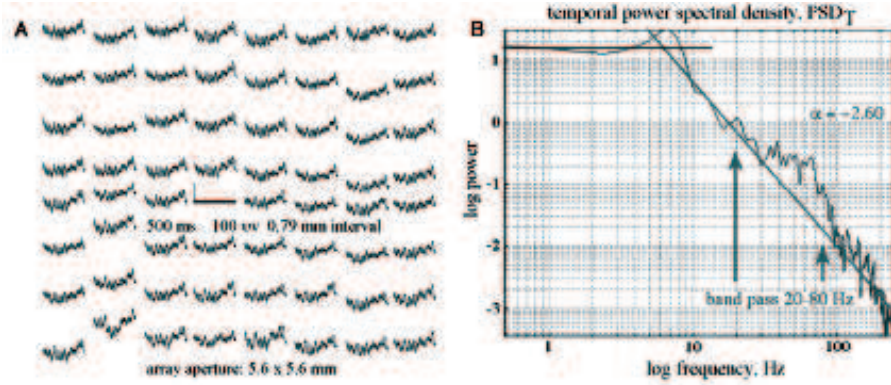 A
500 ms 100 uv 0.79 mm interval
array aperture: 5.6 x 5.6 mm
B
temporal power spectral density, PSDT
α = -2.60
log power
1
0
-1
-2
-3
band pass 20-80 Hz
1
10
100
log frequency, Hz